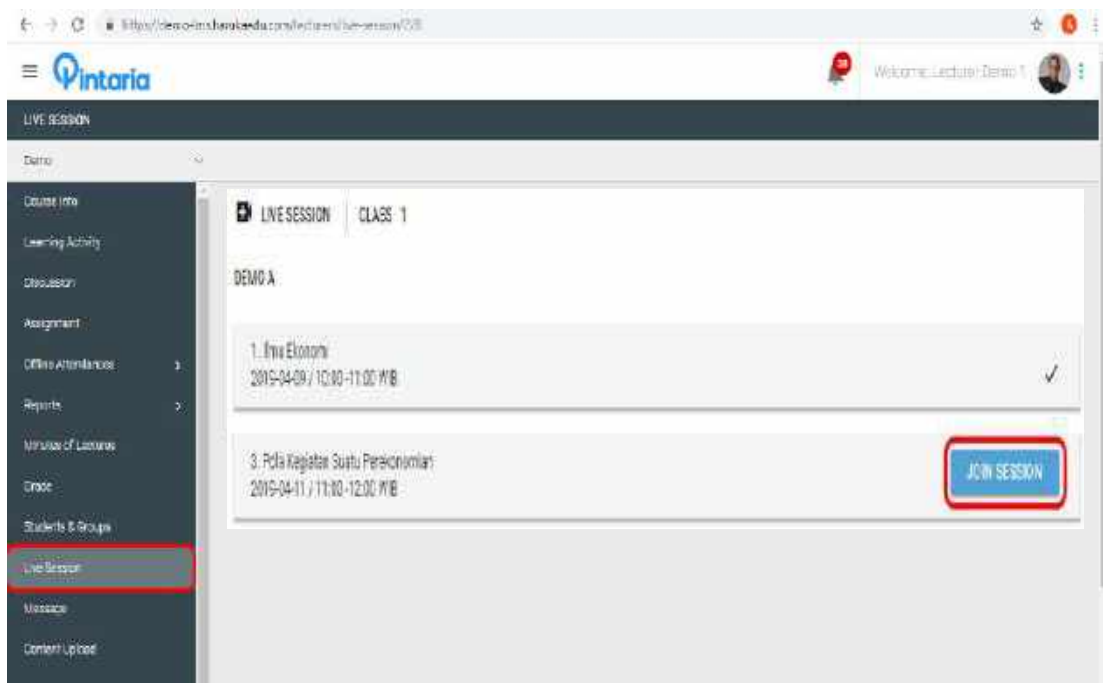 Pintaria
Welcome, Lecturer Demo 1
LIVE SESSION
Demo
Course Info
Learning Activity
Discussion
Assignment
Offline Attendances
Reports
Minutes of Lectures
Grade
Students & Groups
Live Session
Message
Content Upload
LIVE SESSION CLASS 1
DEMO A
1. Ilmu Ekonomi
2019-04-09 / 10:00 -11:00 WIB
3. Pola Kegiatan Suatu Perekonomian
2019-04-11 / 11:00 -12:00 WIB
JOIN SESSION